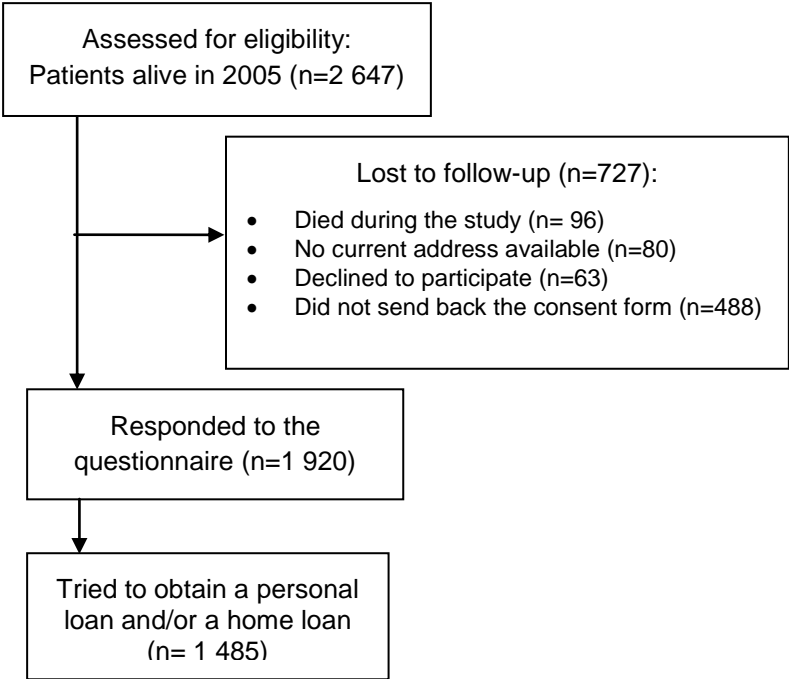 Assessed for eligibility:
Patients alive in 2005 (n=2 647)
Lost to follow-up (n=727):
• Died during the study (n= 96)
• No current address available (n=80)
• Declined to participate (n=63)
• Did not send back the consent form (n=488)
Responded to the
questionnaire (n=1 920)
Tried to obtain a personal
loan and/or a home loan
(n= 1 485)